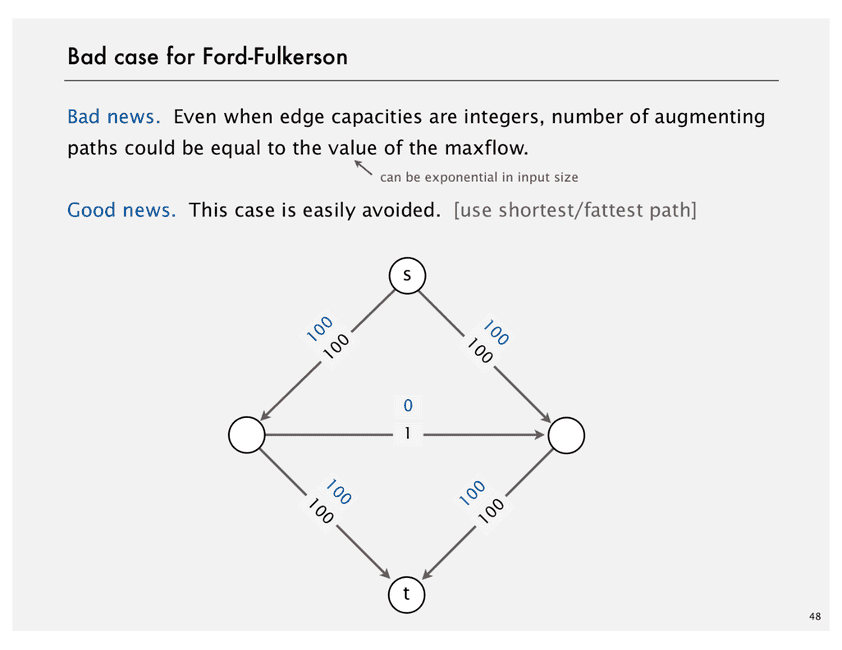 Bad case for Ford-Fulkerson
Bad news. Even when edge capacities are integers, number of augmenting
paths could be equal to the value of the maxflow.
can be exponential in input size
Good news. This case is easily avoided. [use shortest/fattest path]
s
100
100
100
100
0
1
100
100
100
100
t
48